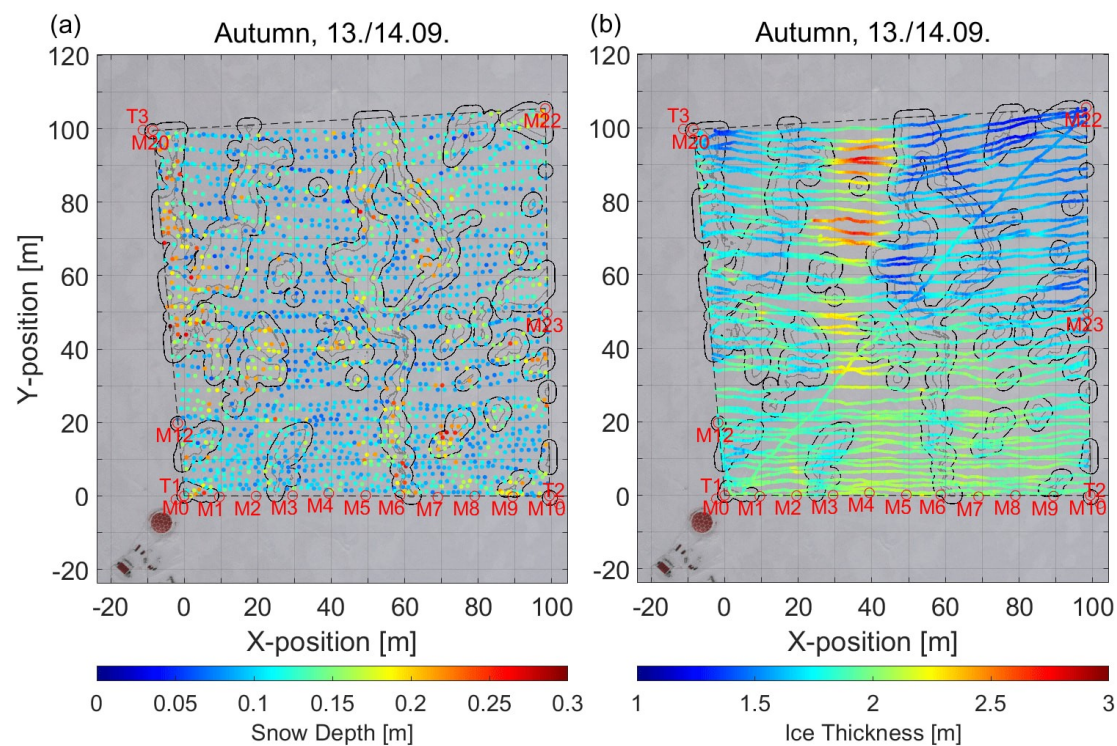 (a)
Autumn, 13./14.09.
120
100
80
60
40
20
0
-20
Y-position [m]
T3
M20
M22
M23
M12
T1
T2
M0
M1
M2
M3
M4
M5
M6
M7
M8
M9
M10
-20
0
20
40
60
80
100
X-position [m]
0
0.05
0.1
0.15
0.2
0.25
0.3
Snow Depth [m]
(b)
Autumn, 13./14.09.
120
100
80
60
40
20
0
-20
T3
M20
M22
M23
M12
T1
T2
M0
M1
M2
M3
M4
M5
M6
M7
M8
M9
M10
-20
0
20
40
60
80
100
X-position [m]
1
1.5
2
2.5
3
Ice Thickness [m]